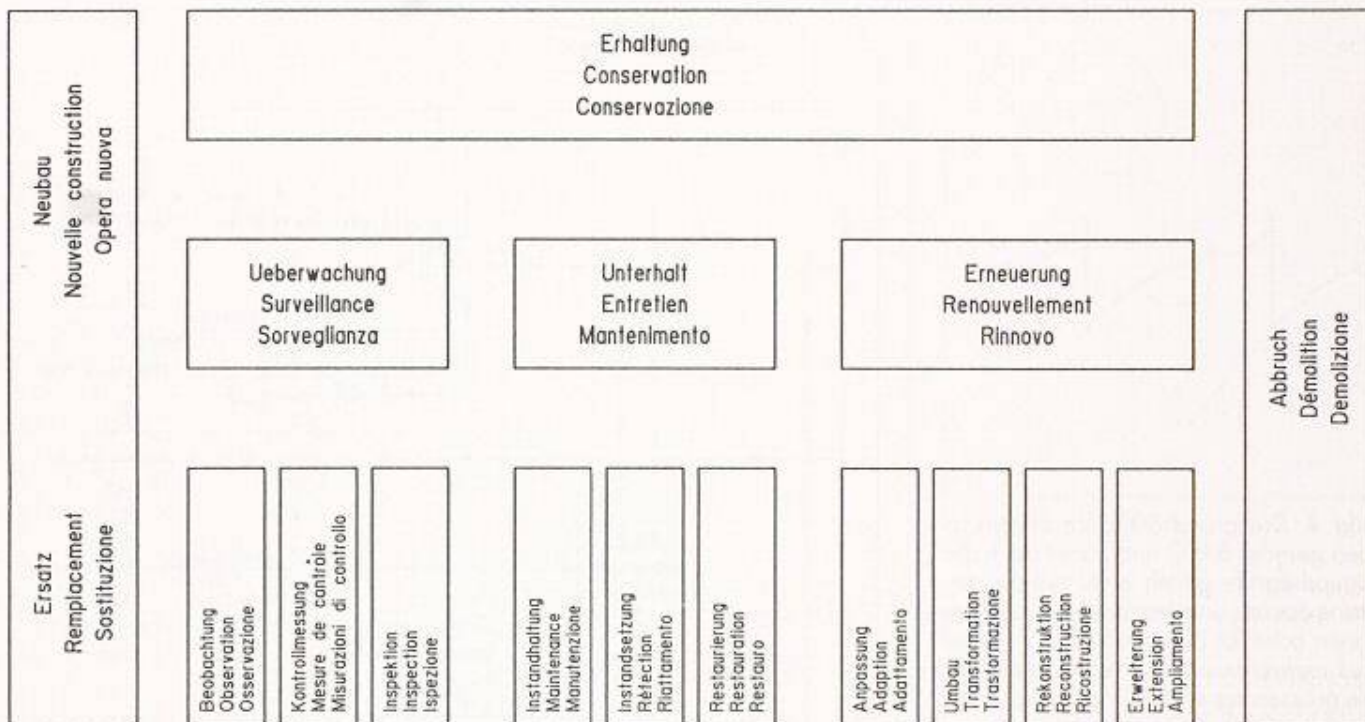 Neubau
Nouvelle construction
Opera nuova
Ersatz
Remplacement
Sostituzione
Erhaltung
Conservation
Conservazione
Ueberwachung
Surveillance
Sorveglianza
Unterhalt
Entretien
Mantenimento
Erneuerung
Renouvellement
Rinnovo
Beobachtung
Observation
Osservazione
Kontrollmessung
Mesure de contrôle
Misurazioni di controllo
Inspektion
Inspection
Ispezione
Instandhaltung
Maintenance
Manutenzione
Instandsetzung
Réfection
Riattamento
Restaurierung
Restauration
Restauro
Anpassung
Adaption
Adattamento
Umbau
Transformation
Trasformazione
Rekonstruktion
Reconstruction
Ricostruzione
Erweiterung
Extension
Ampliamento
Abbruch
Démolition
Demolizione